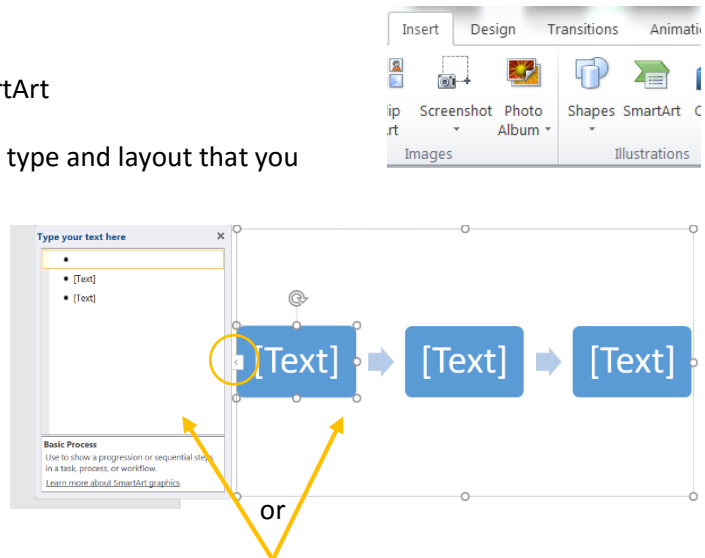 Insert Design Transitions Animati
tArt
Screenshot Photo Shapes SmartArt
Album
type and layout that you
Images Illustrations
Type your text here
[Text]
[Text]
[Text] [Text] [Text]
Basic Process
Use to show a progression or sequential steps
in a task, process, or workflow.
Learn more about SmartArt graphics
or